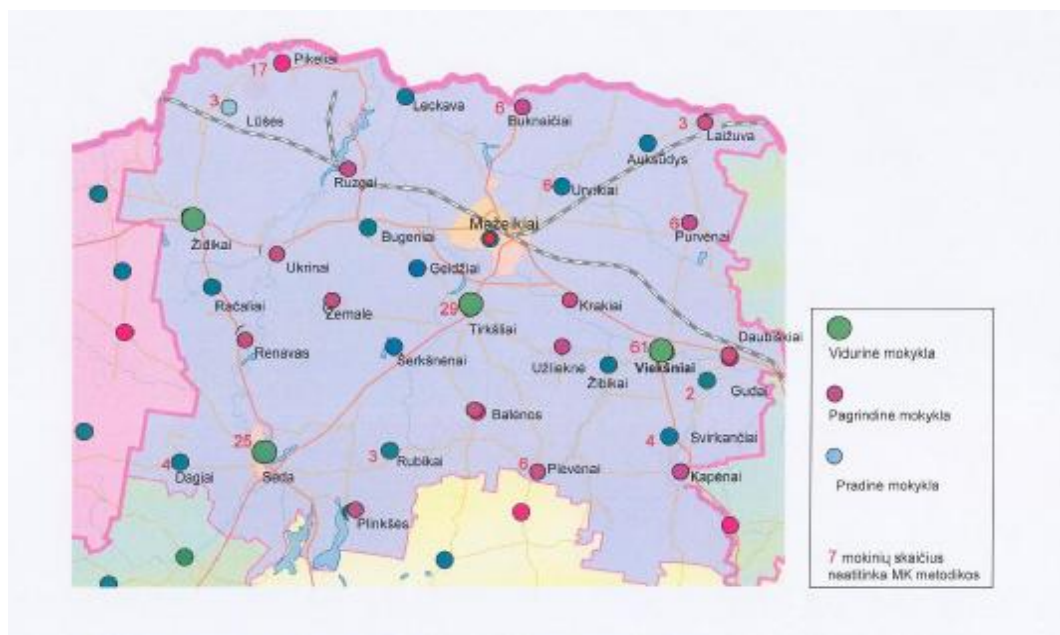 Pikeliai
17
3
Lūšės
Leckava
6
Buknaičiai
3
Laižuva
Auksūdys
Ruzgai
6
Urvikiai
Mažeikiai
6
Purvėnai
Židikai
Bugeniai
Ukrinai
Geidžiai
Račaliai
Žemalė
29
Tirkšliai
Krakiai
Renavas
Šerkšnėnai
Užlieknė
Žibikai
61
Viekšniai
Daubiškiai
2
Gudai
Balėnos
25
Seda
4
Dagiai
3
Rubikai
6
Plėvėnai
4
Svirkančiai
Kapėnai
Plinkšės
Vidurinė mokykla
Pagrindinė mokykla
Pradinė mokykla
7 mokinių skaičius
neatitinka MK metodikos